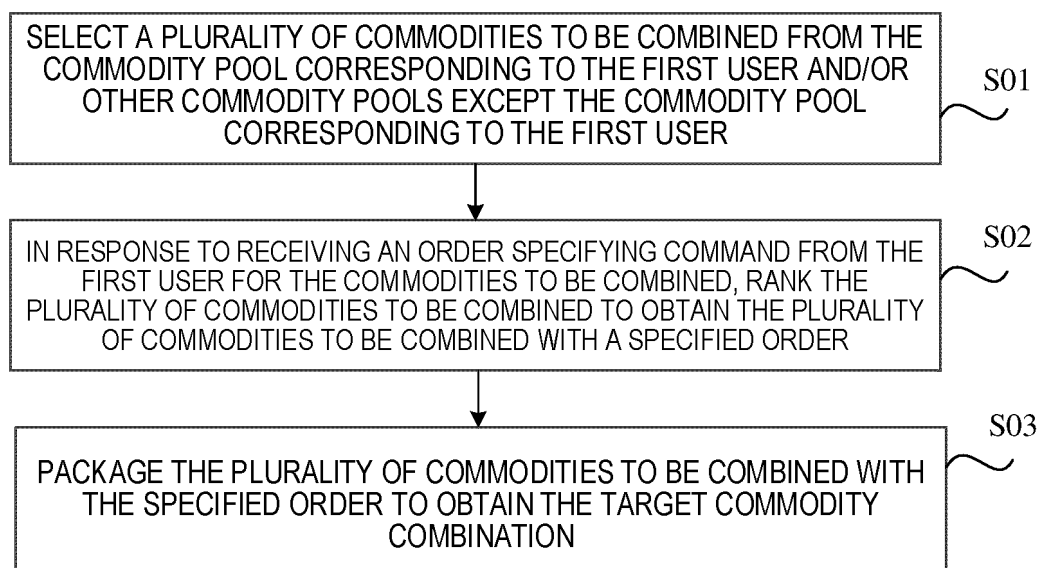 SELECT A PLURALITY OF COMMODITIES TO BE COMBINED FROM THE
COMMODITY POOL CORRESPONDING TO THE FIRST USER AND/OR
OTHER COMMODITY POOLS EXCEPT THE COMMODITY POOL
CORRESPONDING TO THE FIRST USER
S01
IN RESPONSE TO RECEIVING AN ORDER SPECIFYING COMMAND FROM THE
FIRST USER FOR THE COMMODITIES TO BE COMBINED, RANK THE
PLURALITY OF COMMODITIES TO BE COMBINED TO OBTAIN THE PLURALITY
OF COMMODITIES TO BE COMBINED WITH A SPECIFIED ORDER
S02
PACKAGE THE PLURALITY OF COMMODITIES TO BE COMBINED WITH
THE SPECIFIED ORDER TO OBTAIN THE TARGET COMMODITY
COMBINATION
S03